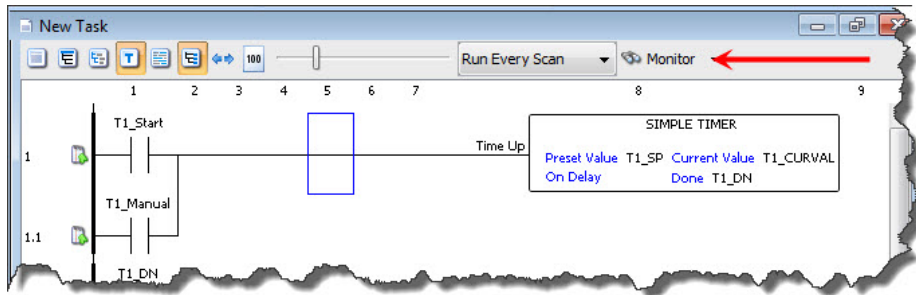 New Task
T 100 Run Every Scan Monitor
1 2 3 4 5 6 7 8 9
T1_Start SIMPLE TIMER
1 Time Up Preset Value T1_SP Current Value T1_CURVAL
On Delay Done T1_DN
T1_Manual
1.1
T1_DN